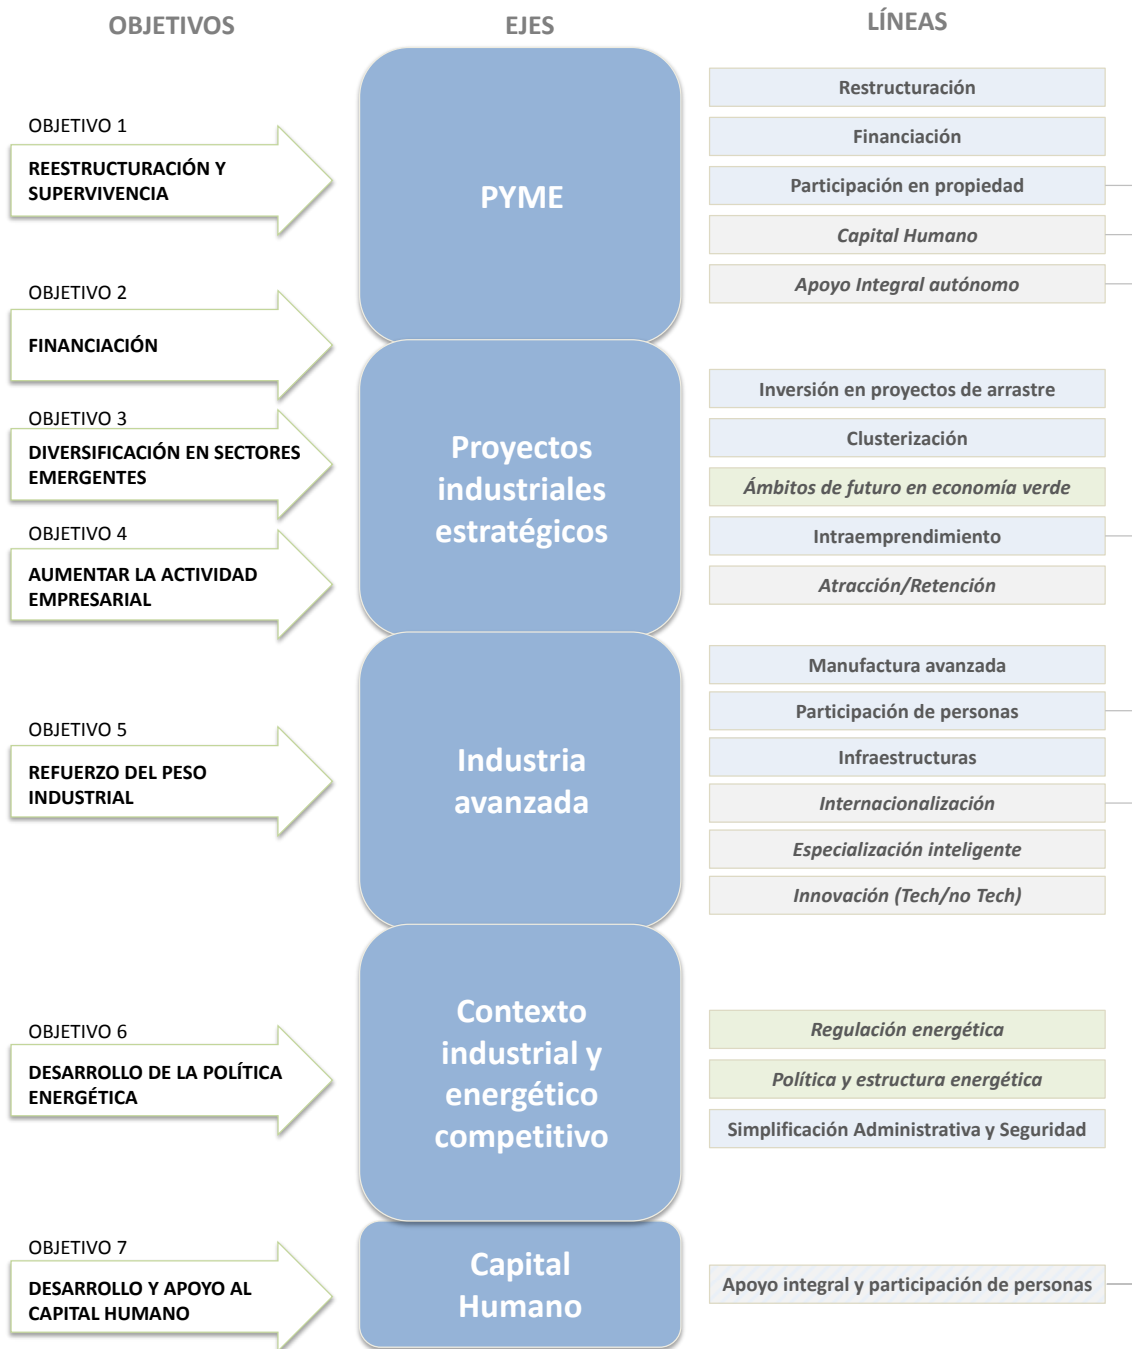 OBJETIVOS
EJES
LÍNEAS
OBJETIVO 1
REESTRUCTURACIÓN Y
SUPERVIVENCIA
OBJETIVO 2
FINANCIACIÓN
OBJETIVO 3
DIVERSIFICACIÓN EN SECTORES
EMERGENTES
OBJETIVO 4
AUMENTAR LA ACTIVIDAD
EMPRESARIAL
OBJETIVO 5
REFUERZO DEL PESO
INDUSTRIAL
OBJETIVO 6
DESARROLLO DE LA POLÍTICA
ENERGÉTICA
OBJETIVO 7
DESARROLLO Y APOYO AL
CAPITAL HUMANO
PYME
Proyectos
industriales
estratégicos
Industria
avanzada
Contexto
industrial y
energético
competitivo
Capital
Humano
Restructuración
Financiación
Participación en propiedad
Capital Humano
Apoyo Integral autónomo
Inversión en proyectos de arrastre
Clusterización
Ámbitos de futuro en economía verde
Intraemprendimiento
Atracción/Retención
Manufactura avanzada
Participación de personas
Infraestructuras
Internacionalización
Especialización inteligente
Innovación (Tech/no Tech)
Regulación energética
Política y estructura energética
Simplificación Administrativa y Seguridad
Apoyo integral y participación de personas